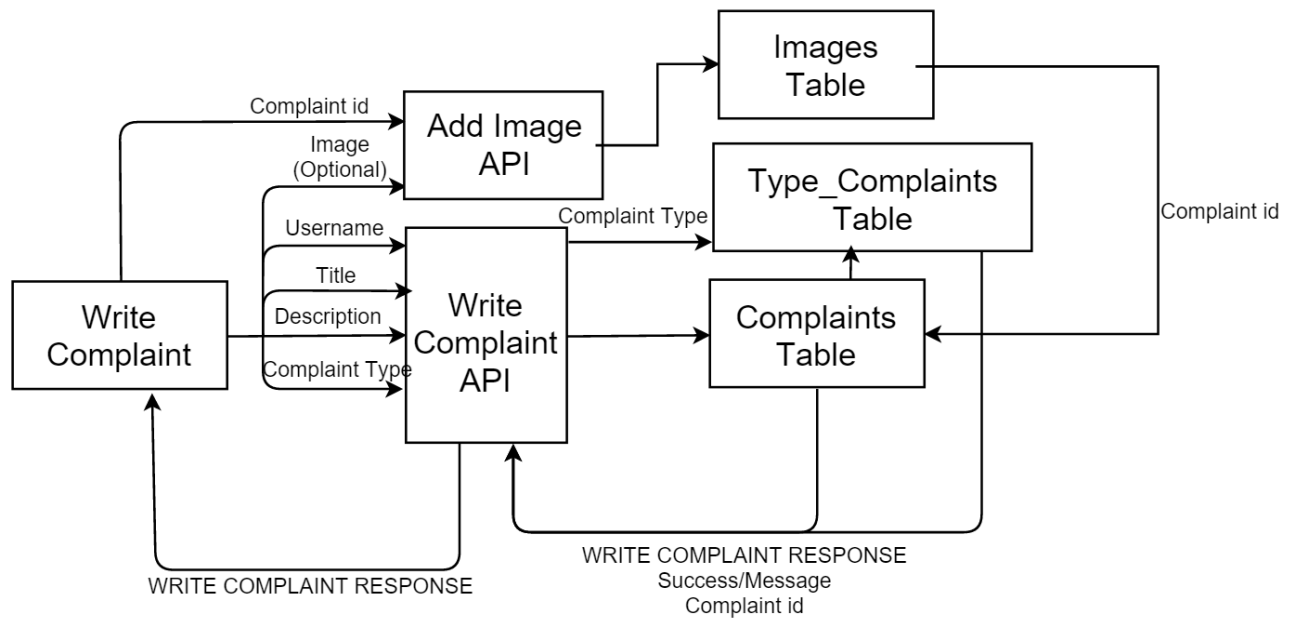 Images
Table
Complaint id
Add Image
API
Image
(Optional)
Type_Complaints
Table
Complaint Type
Complaint id
Username
Title
Write
Complaint
Description
Write
Complaint
API
Complaints
Table
Complaint Type
WRITE COMPLAINT RESPONSE
Success/Message
Complaint id
WRITE COMPLAINT RESPONSE